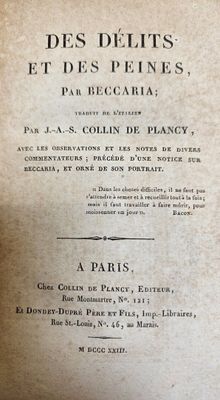 DES DÉLITS
ET DES PEINES,
PAR BECCARIA;
TRADUIT DE L'ITALIEN
PAR J.-A.-S. COLLIN DE PLANCY,
AVEC LES OBSERVATIONS ET LES NOTES DE DIVERS
COMMENTATEURS; PRÉCÉDÉ D'UNE NOTICE SUR
BECCARIA, ET ORNÉ DE SON PORTRAIT.
« Dans les choses difficiles, il ne faut pas
s'attendre à semer et à recueillir tout à la fois;
mais il faut travailler à faire mûrir, pour
moissonner un jour ». BACON.
A PARIS,
Chez COLLIN DE PLANCY, ÉDITEUR,
Rue Montmartre, N°. 121;
Et DONDEY-DUPRÉ PÈRE ET FILS, Imp.-Libraires,
Rue St.-Louis, N°. 46, au Marais.
M DCCC XXIII.